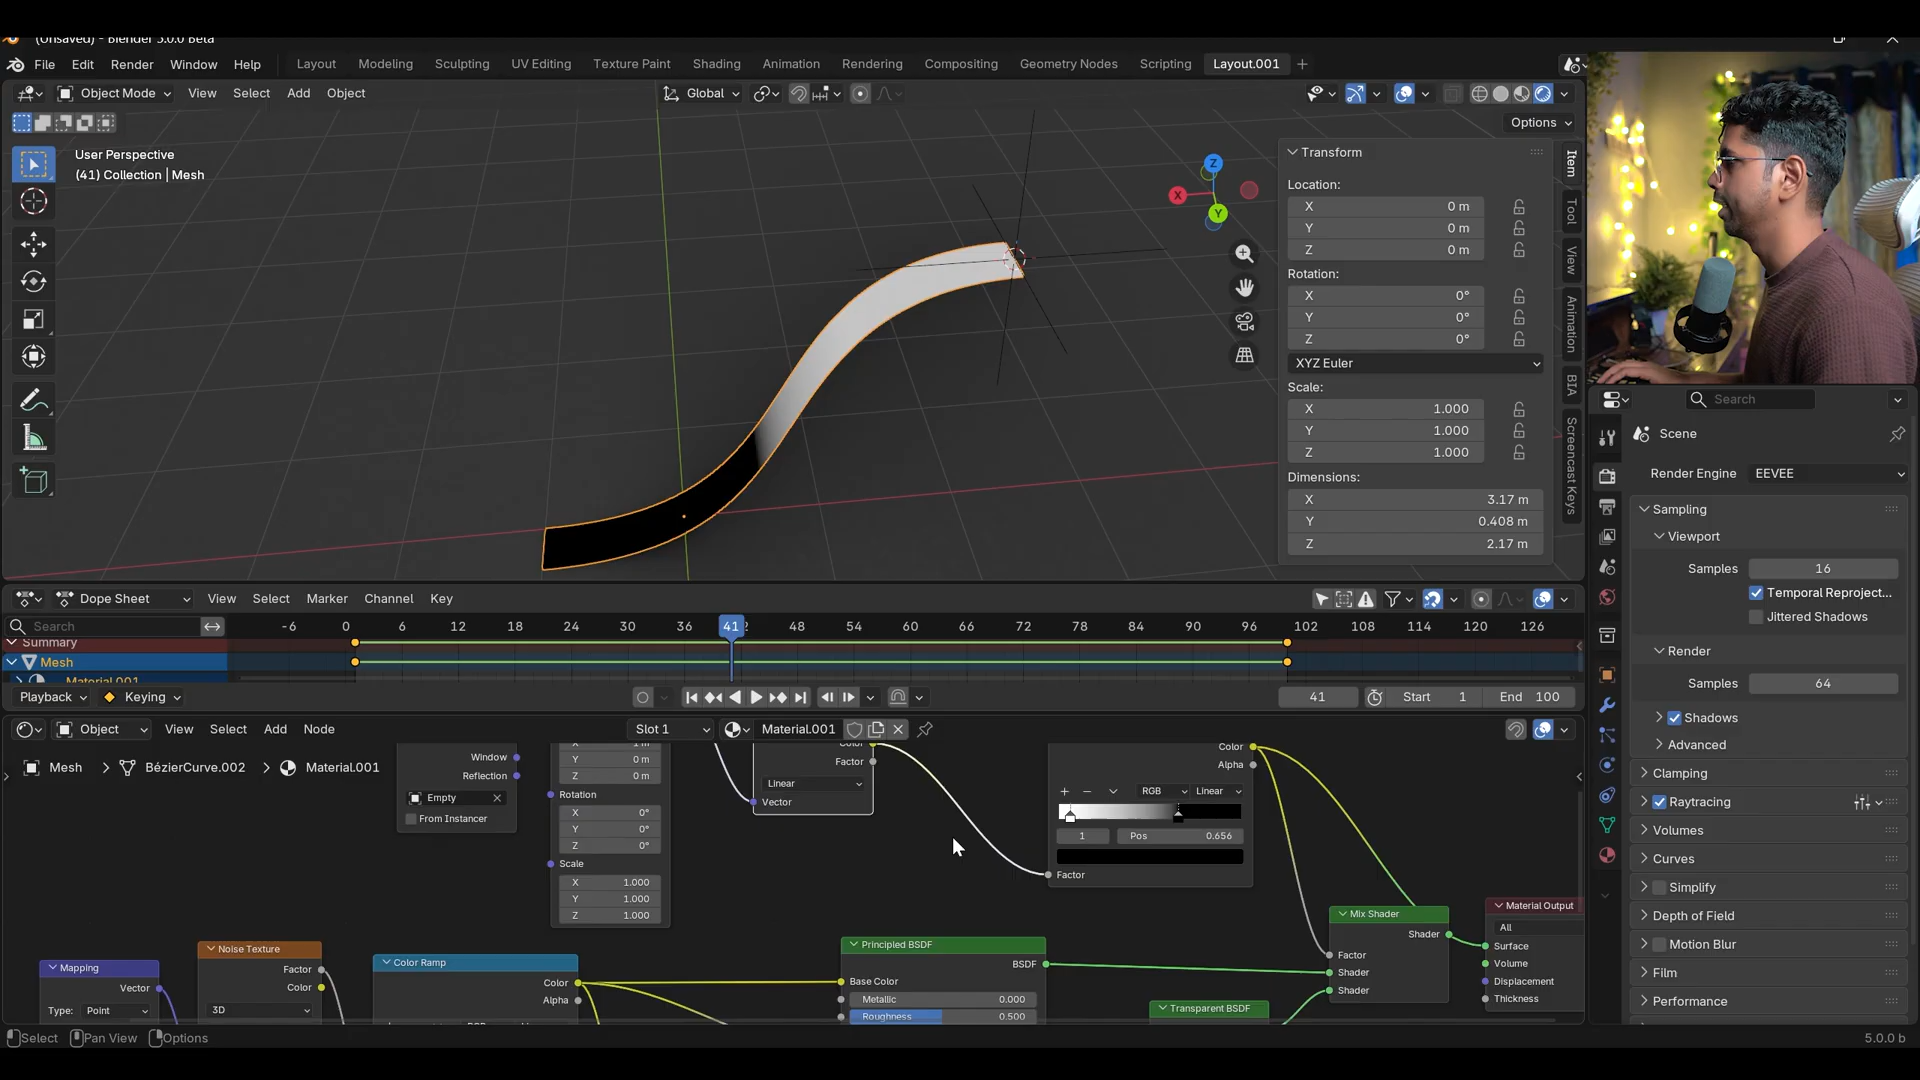 (Unsaved) - Blender 5.0.0 Beta
File Edit Render Window Help Layout Modeling Sculpting UV Editing Texture Paint Shading Animation Rendering Compositing Geometry Nodes Scripting Layout.001
Object Mode View Select Add Object Global
Options
User Perspective
(41) Collection | Mesh
Z
X
Y
Transform
Location:
X 0 m
Y 0 m
Z 0 m
Rotation:
X 0°
Y 0°
Z 0°
XYZ Euler
Scale:
X 1.000
Y 1.000
Z 1.000
Dimensions:
X 3.17 m
Y 0.408 m
Z 2.17 m
Item
Tool
View
Animation
BIA
Screencast Keys
Search
Scene
Render Engine EEVEE
Sampling
Viewport
Samples 16
Temporal Reproject...
Jittered Shadows
Render
Samples 64
Shadows
Advanced
Clamping
Raytracing
Volumes
Curves
Simplify
Depth of Field
Motion Blur
Film
Performance
Dope Sheet View Select Marker Channel Key
Search
-6 0 6 12 18 24 30 36 41 48 54 60 66 72 78 84 90 96 102 108 114 120 126
Summary
Mesh
Material.001
Playback Keying 41 Start 1 End 100
Object View Select Add Node Slot 1 Material.001
Mesh BézierCurve.002 Material.001
Window
Reflection
Empty
From Instancer
X 1 m
Y 0 m
Z 0 m
Rotation
X 0°
Y 0°
Z 0°
Scale
X 1.000
Y 1.000
Z 1.000
Color
Factor
Linear
Vector
Color
Alpha
RGB Linear
1 Pos 0.656
Factor
Mix Shader
Shader
Factor
Shader
Shader
Material Output
All
Surface
Volume
Displacement
Thickness
Mapping
Vector
Type: Point
Noise Texture
Factor
Color
3D
Color Ramp
Color
Alpha
Principled BSDF
BSDF
Base Color
Metallic 0.000
Roughness 0.500
Transparent BSDF
Select Pan View Options 5.0.0 b